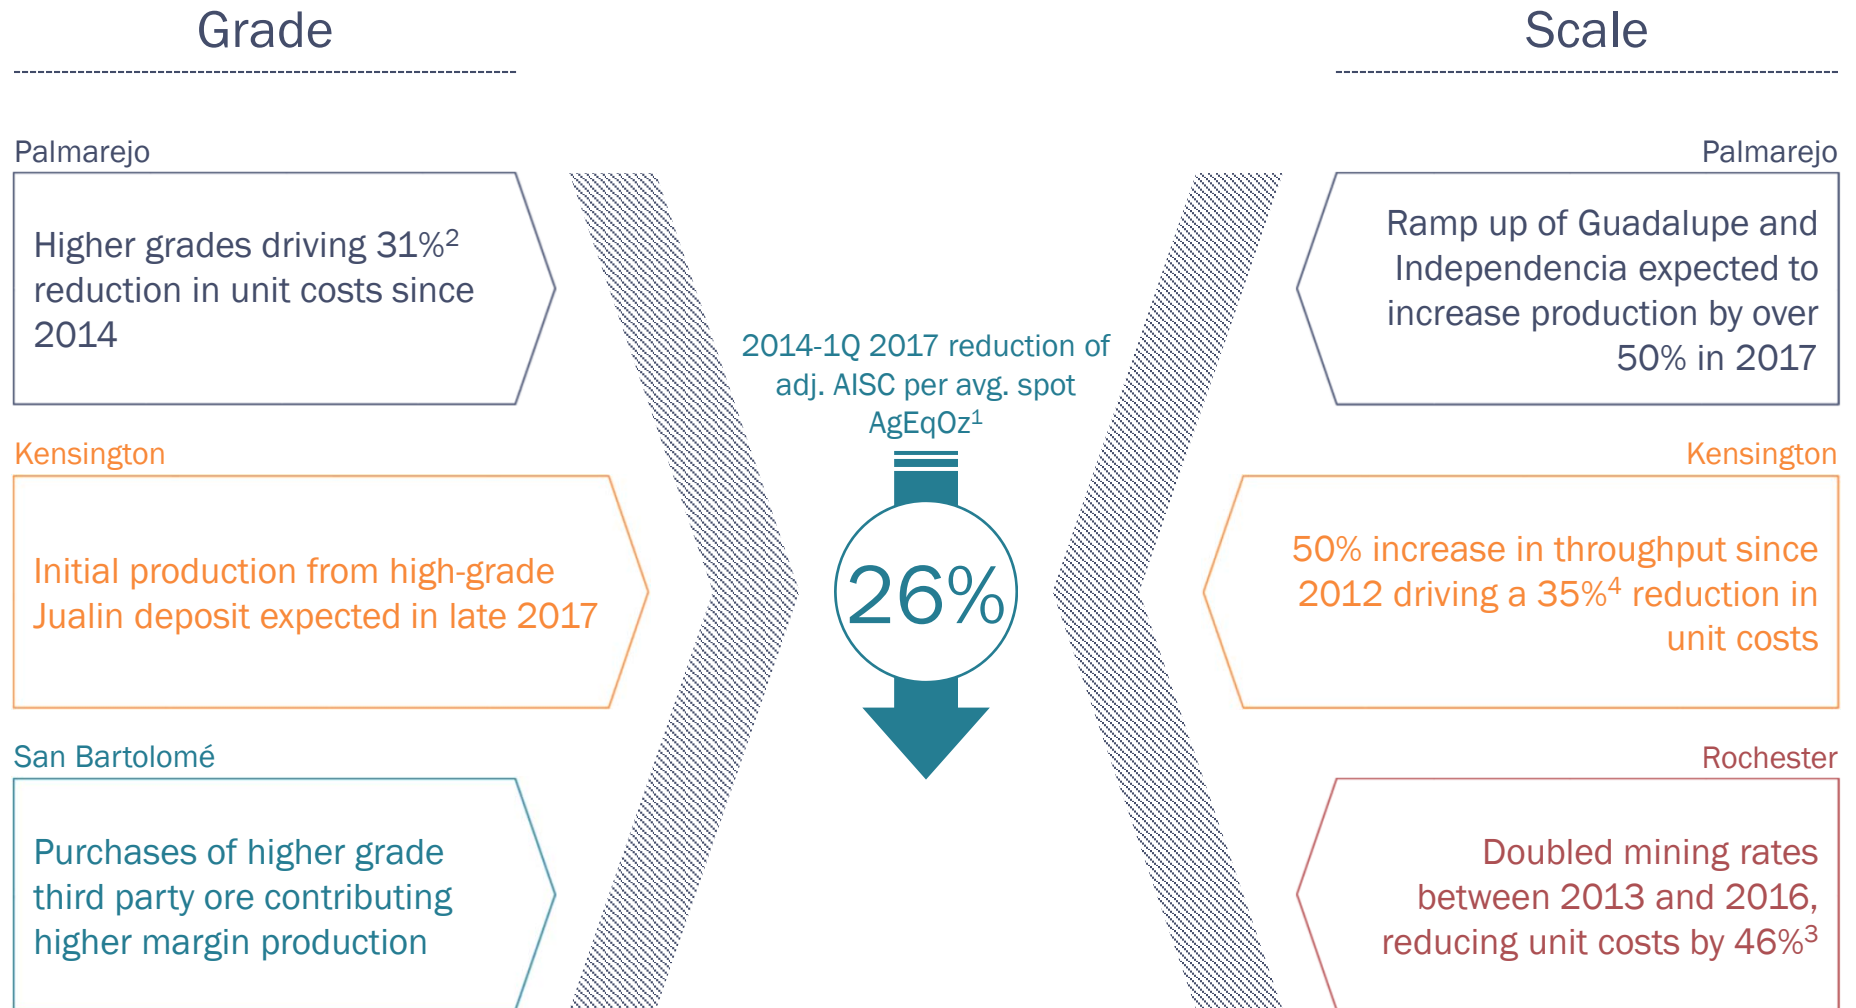 Grade
Palmarejo
Higher grades driving 31%²
reduction in unit costs since
2014
Kensington
Initial production from high-grade
Jualin deposit expected in late 2017
San Bartolomé
Purchases of higher grade
third party ore contributing
higher margin production
2014-1Q 2017 reduction of
adj. AISC per avg. spot
AgEqOz¹
26%
Scale
Palmarejo
Ramp up of Guadalupe and
Independencia expected to
increase production by over
50% in 2017
Kensington
50% increase in throughput since
2012 driving a 35%⁴ reduction in
unit costs
Rochester
Doubled mining rates
between 2013 and 2016,
reducing unit costs by 46%³